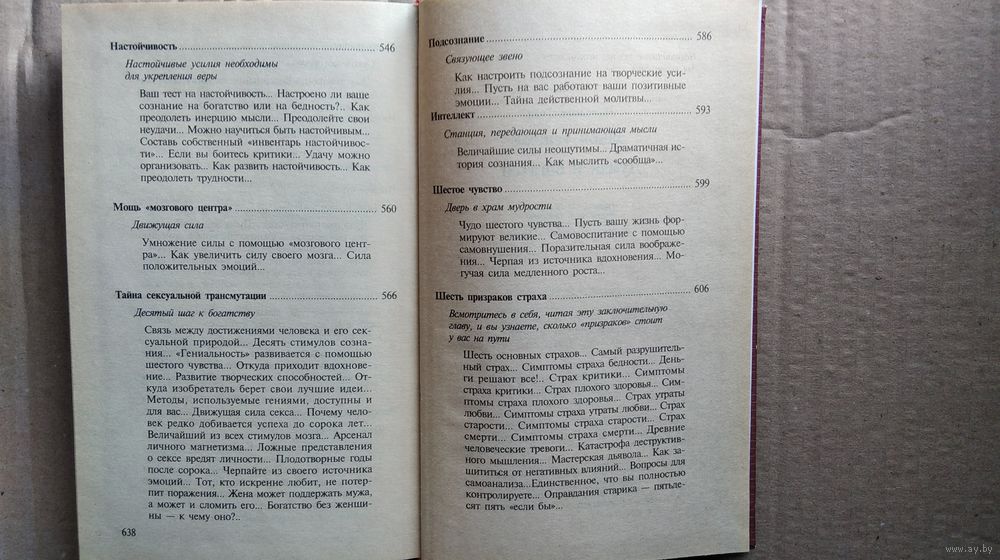 Настойчивость ........ 546
Настойчивые усилия необходимы
для укрепления веры
Ваш тест на настойчивость... Настроено ли ваше
сознание на богатство или на бедность?.. Как
преодолеть инерцию мысли... Преодолейте свои
неудачи... Можно научиться быть настойчивым...
Составь собственный «инвентарь настойчивос-
ти»... Если вы боитесь критики... Удачу можно
организовать... Как развить настойчивость... Как
преодолеть трудности...
Мощь «мозгового центра» ........ 560
Движущая сила
Умножение силы с помощью «мозгового цент-
ра»... Как увеличить силу своего мозга... Сила
положительных эмоций...
Тайна сексуальной трансмутации ........ 566
Десятый шаг к богатству
Связь между достижениями человека и его сек-
суальной природой... Десять стимулов созна-
ния... «Гениальность» развивается с помощью
шестого чувства... Откуда приходит вдохнове-
ние... Развитие творческих способностей... От-
куда изобретатель берет свои лучшие идеи...
Методы, используемые гениями, доступны и
для вас... Движущая сила секса... Почему чело-
век редко добивается успеха до сорока лет...
Величайший из всех стимулов мозга... Арсенал
личного магнетизма... Ложные представления
о сексе вредят личности... Плодотворные годы
после сорока... Черпайте из своего источника
эмоций... Тот, кто искренне любит, не потер-
пит поражения... Жена может поддержать мужа,
а может и сломить его... Богатство без женщи-
ны — к чему оно?..
638
Подсознание ........ 586
Связующее звено
Как настроить подсознание на творческие уси-
лия... Пусть на вас работают ваши позитивные
эмоции... Тайна действенной молитвы...
Интеллект ........ 593
Станция, передающая и принимающая мысли
Величайшие силы неощутимы... Драматичная ис-
тория сознания... Как мыслить «сообща»...
Шестое чувство ........ 599
Дверь в храм мудрости
Чудо шестого чувства... Пусть вашу жизнь фор-
мируют великие... Самовоспитание с помощью
самовнушения... Поразительная сила воображе-
ния... Черпая из источника вдохновения... Мо-
гучая сила медленного роста...
Шесть призраков страха ........ 606
Всмотритесь в себя, читая эту заключительную
главу, и вы узнаете, сколько «призраков» стоит
у вас на пути
Шесть основных страхов... Самый разрушитель-
ный страх... Симптомы страха бедности... День-
ги решают все!.. Страх критики... Симптомы
страха критики... Страх плохого здоровья... Сим-
птомы страха плохого здоровья... Страх утраты
любви... Симптомы страха утраты любви... Страх
старости... Симптомы страха старости... Страх
смерти... Симптомы страха смерти... Древние
человеческие тревоги... Катастрофа деструктив-
ного мышления... Мастерская дьявола... Как за-
щититься от негативных влияний... Вопросы для
самоанализа...Единственное, что вы полностью
контролируете... Оправдания старика — пятьде-
сят пять «если бы»...
www.ay.by